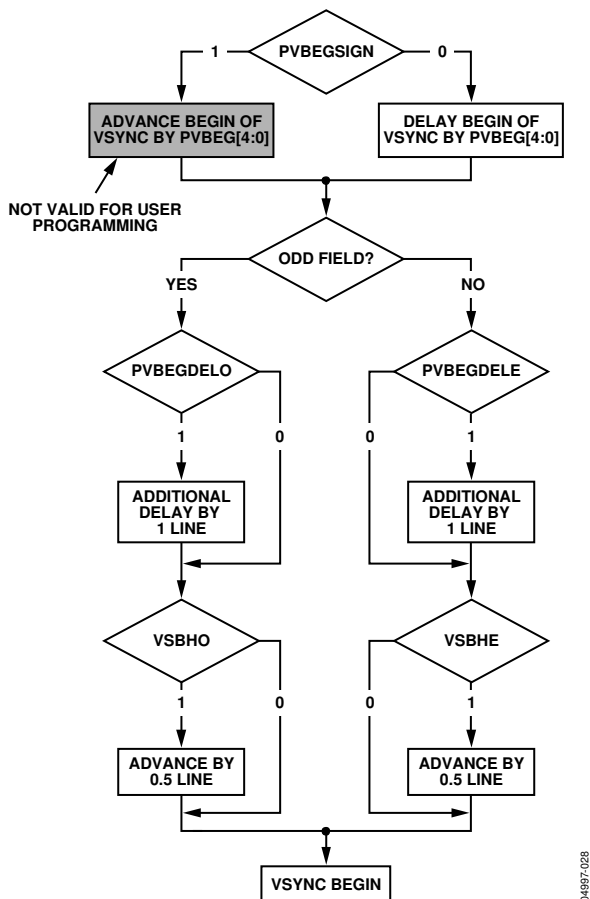 1
PVBEGSIGN
0
ADVANCE BEGIN OF
VSYNC BY PVBEG[4:0]
DELAY BEGIN OF
VSYNC BY PVBEG[4:0]
NOT VALID FOR USER
PROGRAMMING
ODD FIELD?
YES
NO
PVBEGDELO
PVBEGDELE
1
0
0
1
ADDITIONAL
DELAY BY
1 LINE
ADDITIONAL
DELAY BY
1 LINE
VSBHO
VSBHE
1
0
0
1
ADVANCE BY
0.5 LINE
ADVANCE BY
0.5 LINE
VSYNC BEGIN
04997-028